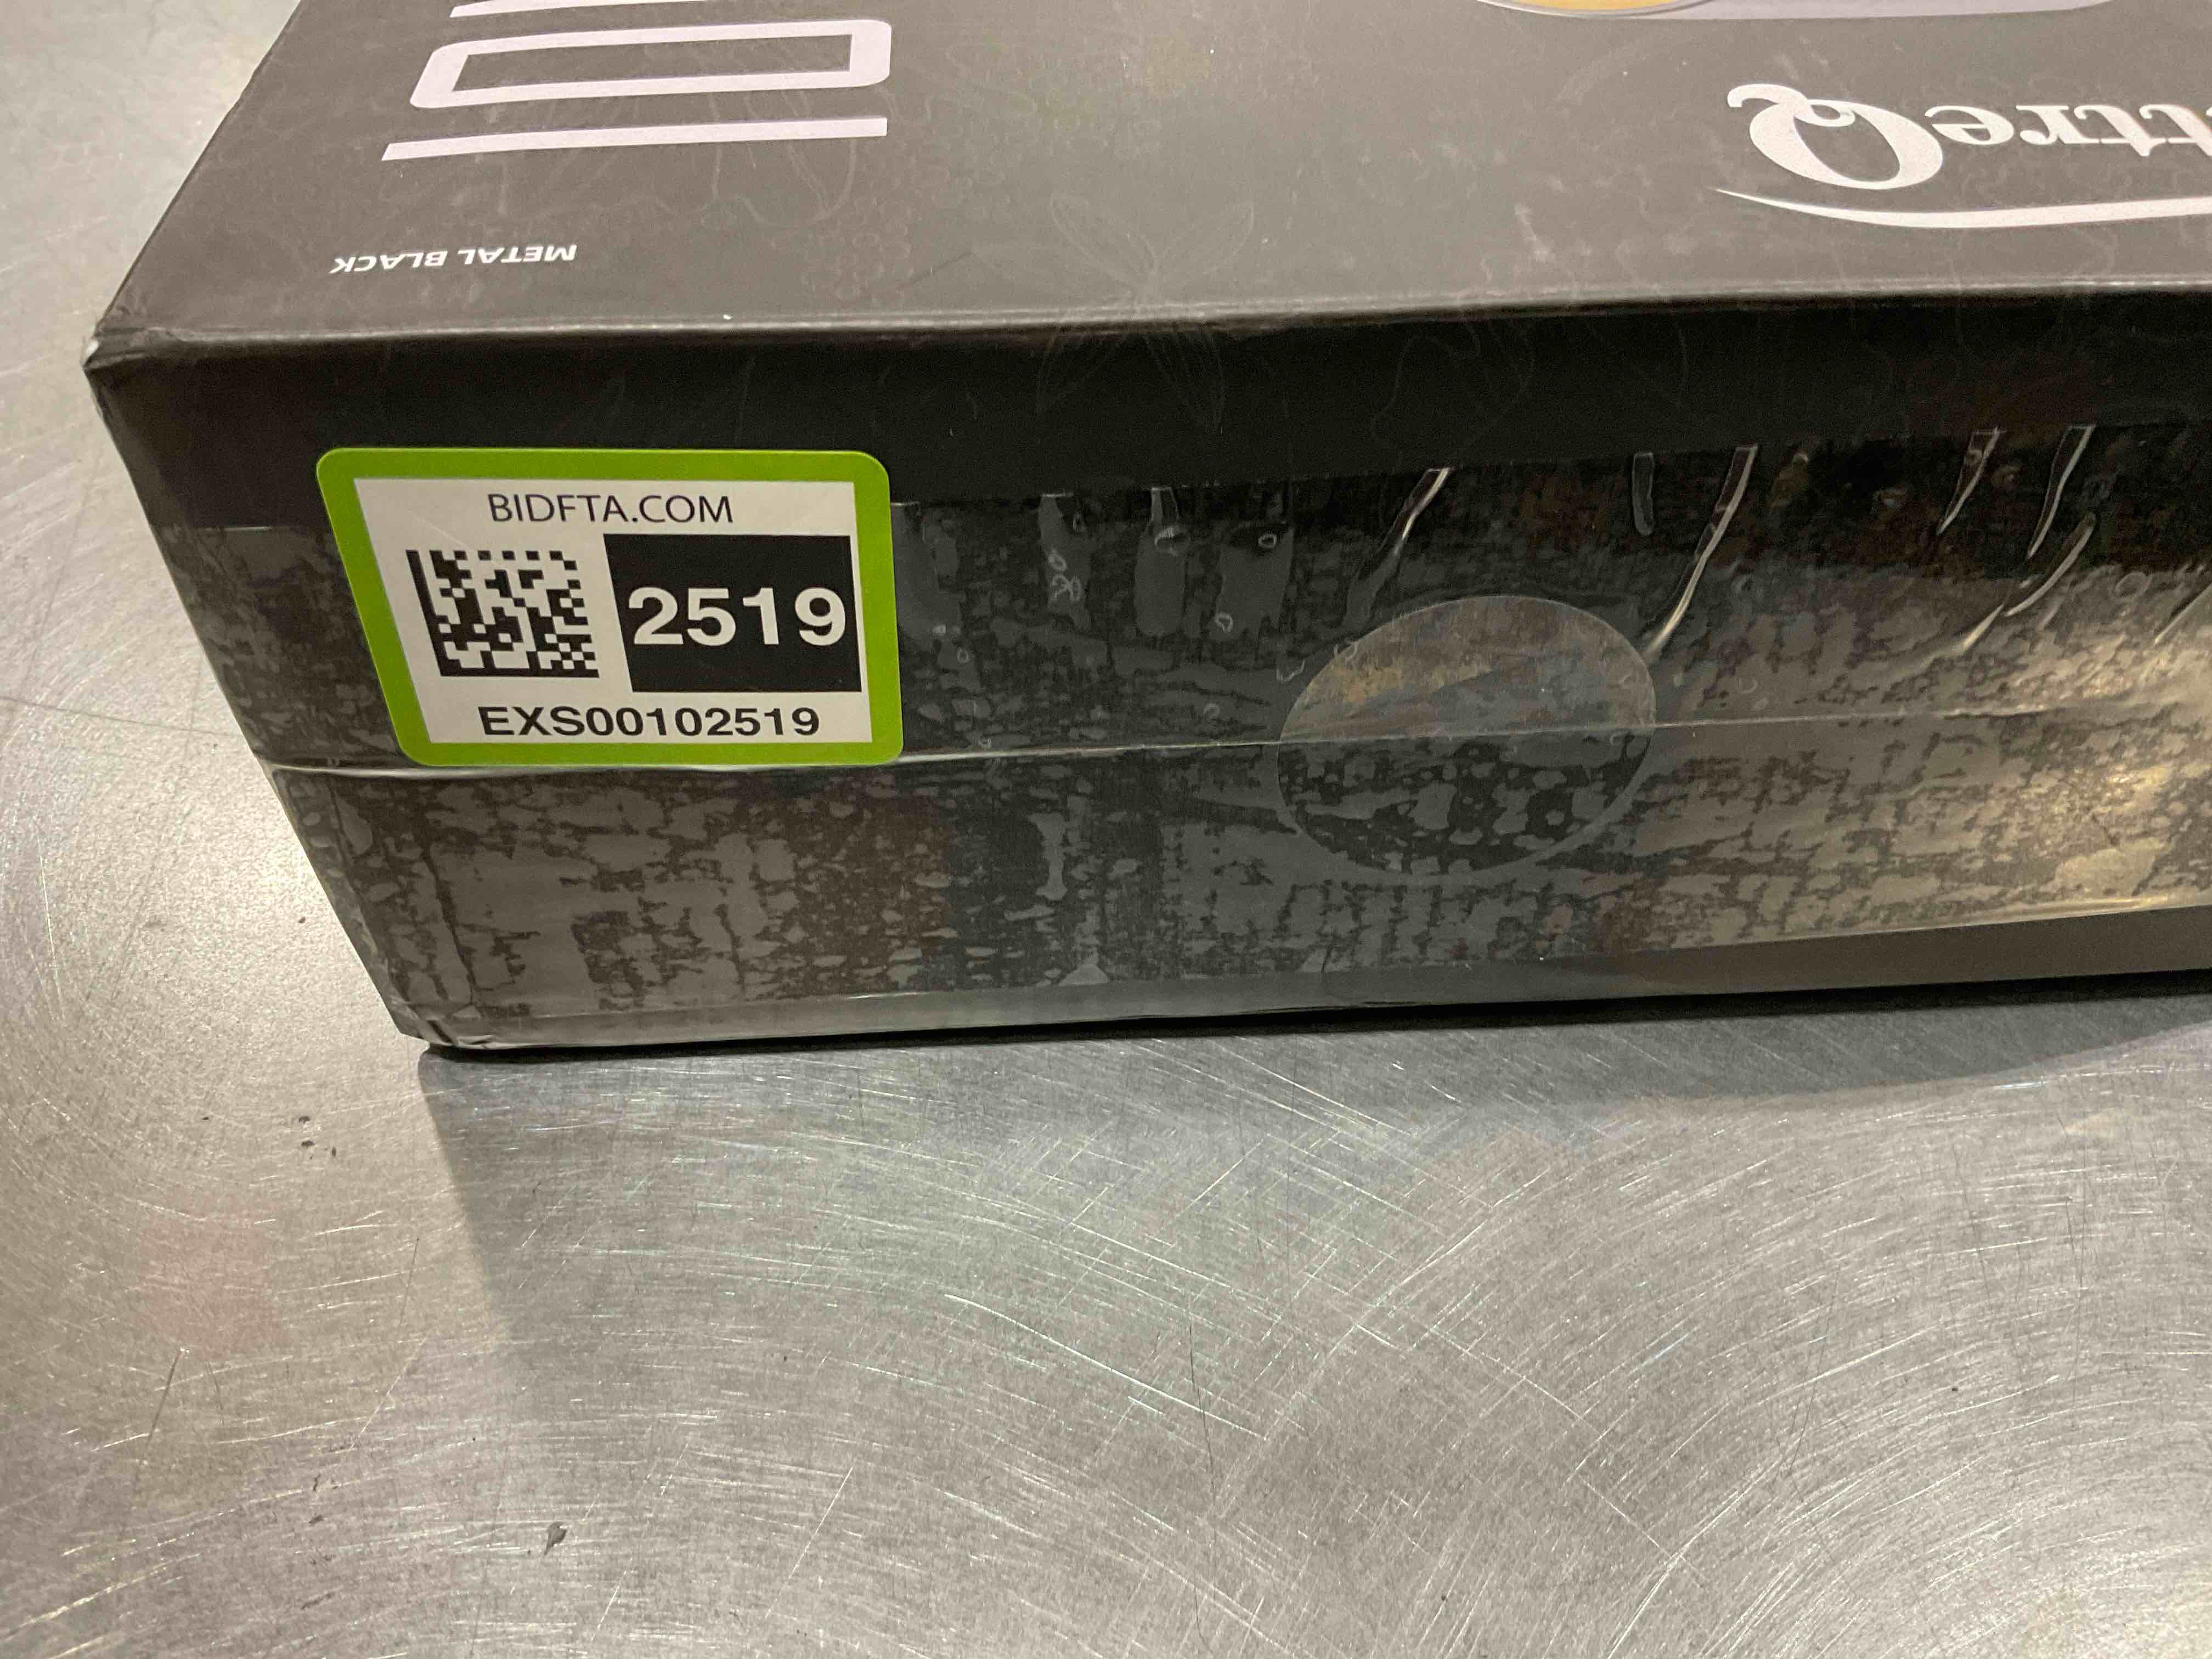 METAL BLACK
BIDFTA.COM
2519
EXS00102519